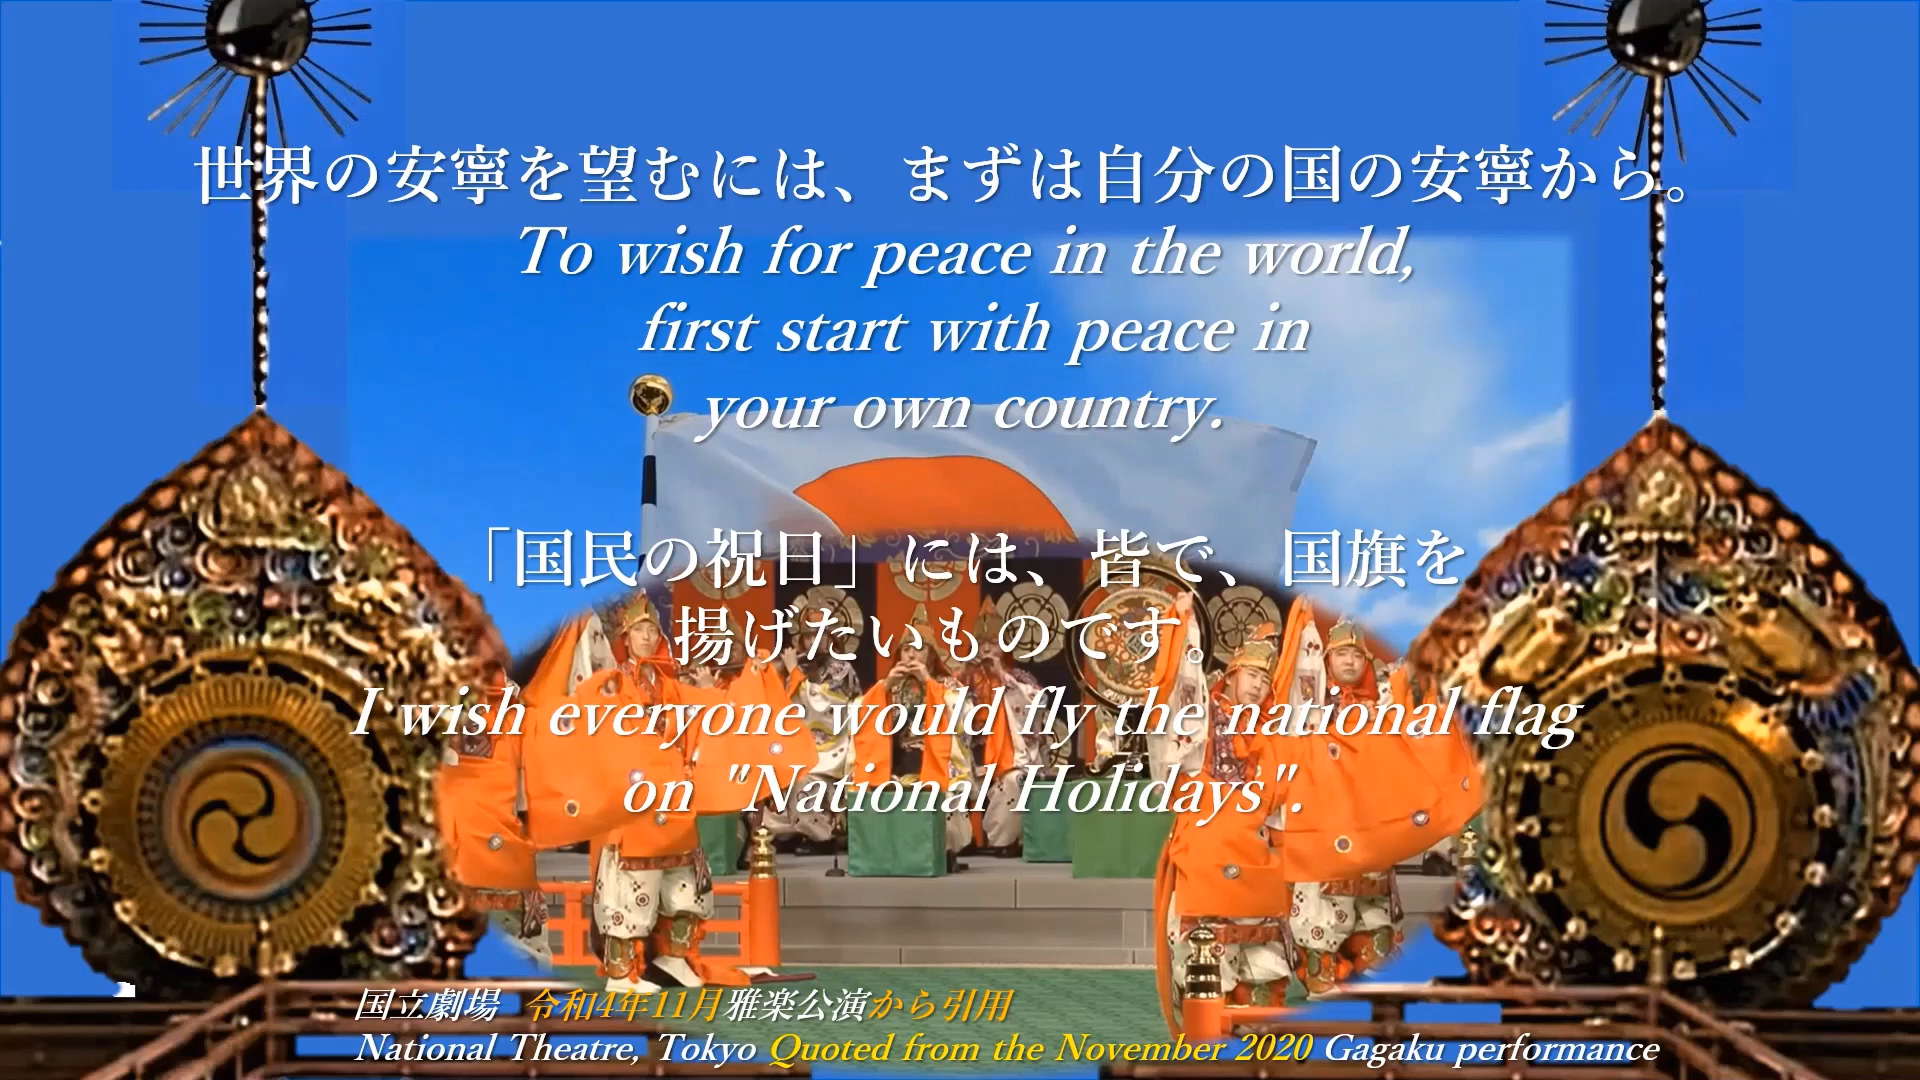 世界の安寧を望むには、まずは自分の国の安寧から。
To wish for peace in the world,
first start with peace in
your own country.
「国民の祝日」には、皆で、国旗を
揚げたいものです。
I wish everyone would fly the national flag
on "National Holidays".
国立劇場 令和4年11月雅楽公演から引用
National Theatre, Tokyo Quoted from the November 2020 Gagaku performance